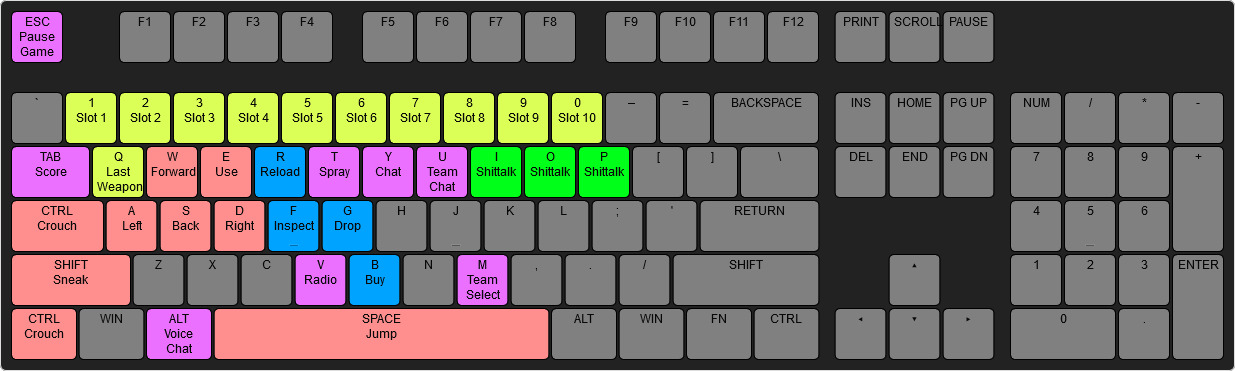 ESC F1 F2 F3 F4 F5 F6 F7 F8 F9 F10 F11 F12 PRINT SCROLL PAUSE
Pause
Game
` 1 2 3 4 5 6 7 8 9 0 – = BACKSPACE INS HOME PG UP NUM / * -
Slot 1 Slot 2 Slot 3 Slot 4 Slot 5 Slot 6 Slot 7 Slot 8 Slot 9 Slot 10
TAB Q W E R T Y U I O P [ ] \ DEL END PG DN 7 8 9 +
Score Last Forward Use Reload Spray Chat Team Shittalk Shittalk Shittalk
Weapon Chat
CTRL A S D F G H J K L ; ' RETURN 4 5 6
Crouch Left Back Right Inspect Drop
_ _ _
SHIFT Z X C V B N M , . / SHIFT ▴ 1 2 3 ENTER
Sneak Radio Buy Team
Select
CTRL WIN ALT SPACE ALT WIN FN CTRL ◂ ▾ ▸ 0 .
Crouch Voice Jump
Chat